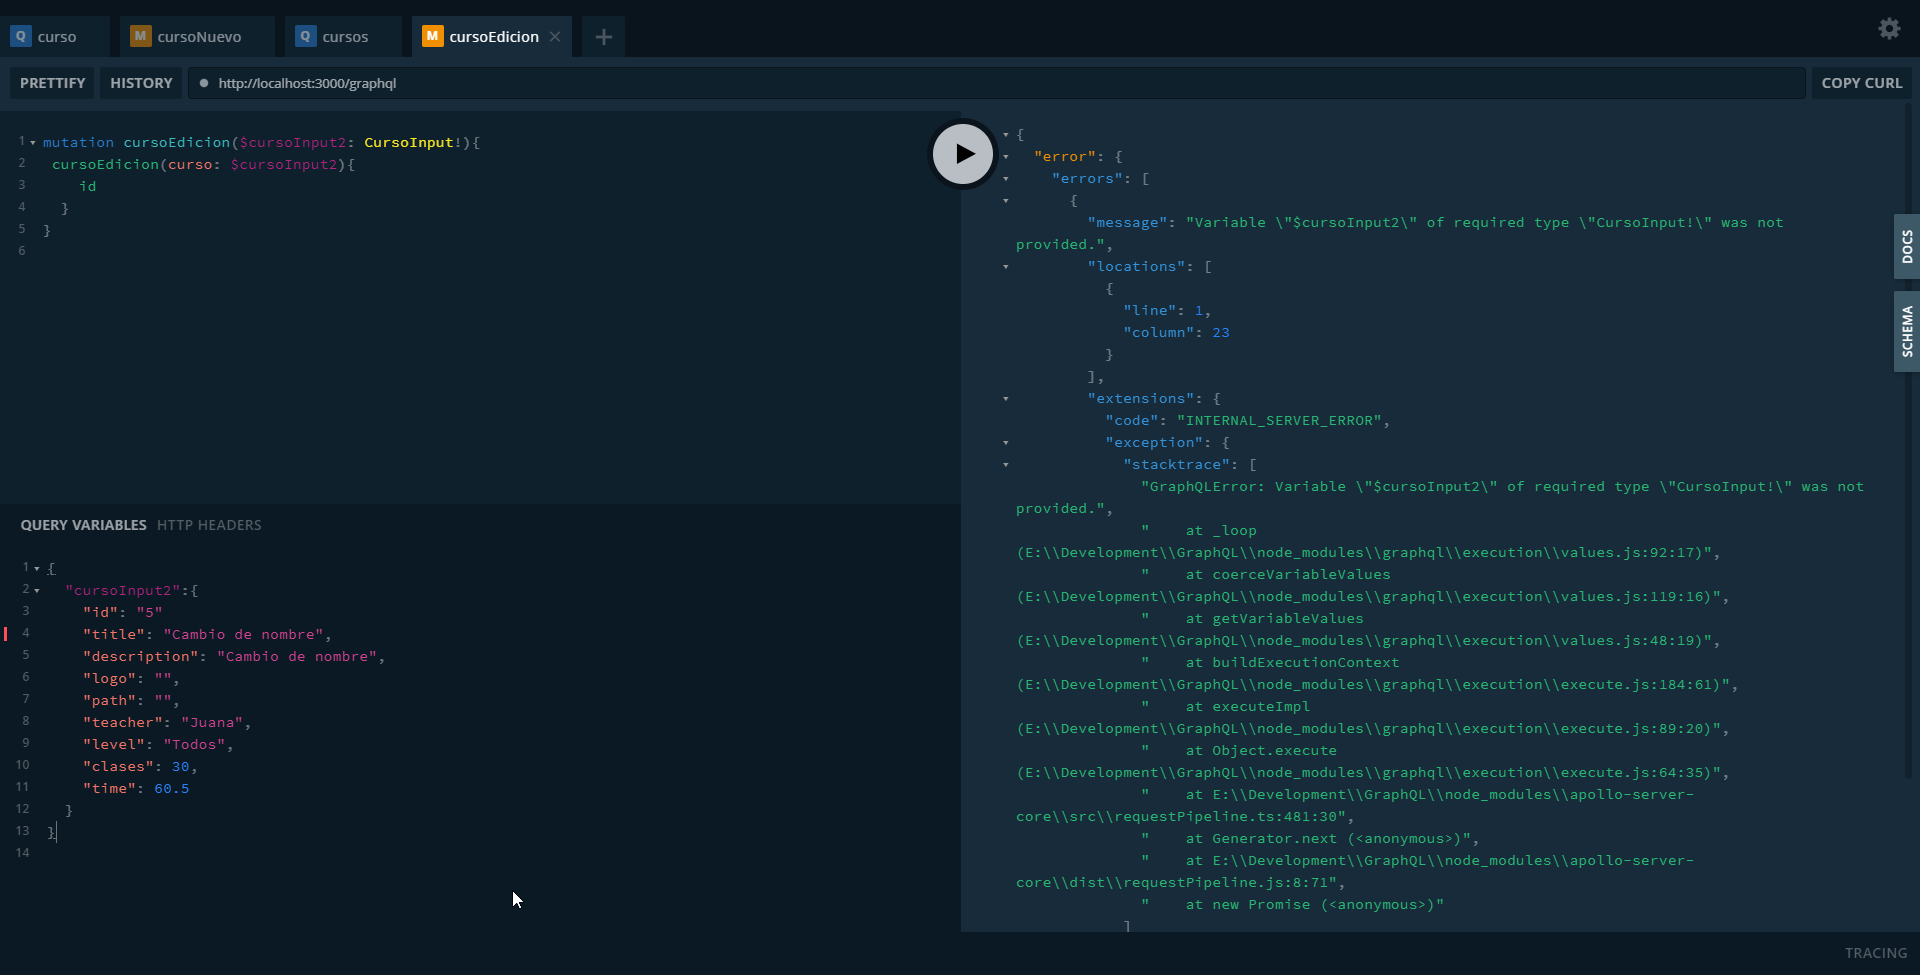 Q curso
M cursoNuevo
Q cursos
M cursoEdicion ×
+
PRETTIFY
HISTORY
http://localhost:3000/graphql
COPY CURL
1 mutation cursoEdicion($cursoInput2: CursoInput!){
2 cursoEdicion(curso: $cursoInput2){
3 id
4 }
5 }
6
QUERY VARIABLES HTTP HEADERS
1 {
2 "cursoInput2":{
3 "id": "5"
4 "title": "Cambio de nombre",
5 "description": "Cambio de nombre",
6 "logo": "",
7 "path": "",
8 "teacher": "Juana",
9 "level": "Todos",
10 "clases": 30,
11 "time": 60.5
12 }
13 }
14
{
"error": {
"errors": [
{
"message": "Variable \"$cursoInput2\" of required type \"CursoInput!\" was not
provided.",
"locations": [
{
"line": 1,
"column": 23
}
],
"extensions": {
"code": "INTERNAL_SERVER_ERROR",
"exception": {
"stacktrace": [
"GraphQLError: Variable \"$cursoInput2\" of required type \"CursoInput!\" was not
provided.",
" at _loop
(E:\\Development\\GraphQL\\node_modules\\graphql\\execution\\values.js:92:17)",
" at coerceVariableValues
(E:\\Development\\GraphQL\\node_modules\\graphql\\execution\\values.js:119:16)",
" at getVariableValues
(E:\\Development\\GraphQL\\node_modules\\graphql\\execution\\values.js:48:19)",
" at buildExecutionContext
(E:\\Development\\GraphQL\\node_modules\\graphql\\execution\\execute.js:184:61)",
" at executeImpl
(E:\\Development\\GraphQL\\node_modules\\graphql\\execution\\execute.js:89:20)",
" at Object.execute
(E:\\Development\\GraphQL\\node_modules\\graphql\\execution\\execute.js:64:35)",
" at E:\\Development\\GraphQL\\node_modules\\apollo-server-
core\\src\\requestPipeline.ts:481:30",
" at Generator.next (<anonymous>)",
" at E:\\Development\\GraphQL\\node_modules\\apollo-server-
core\\dist\\requestPipeline.js:8:71",
" at new Promise (<anonymous>)"
]
DOCS
SCHEMA
TRACING